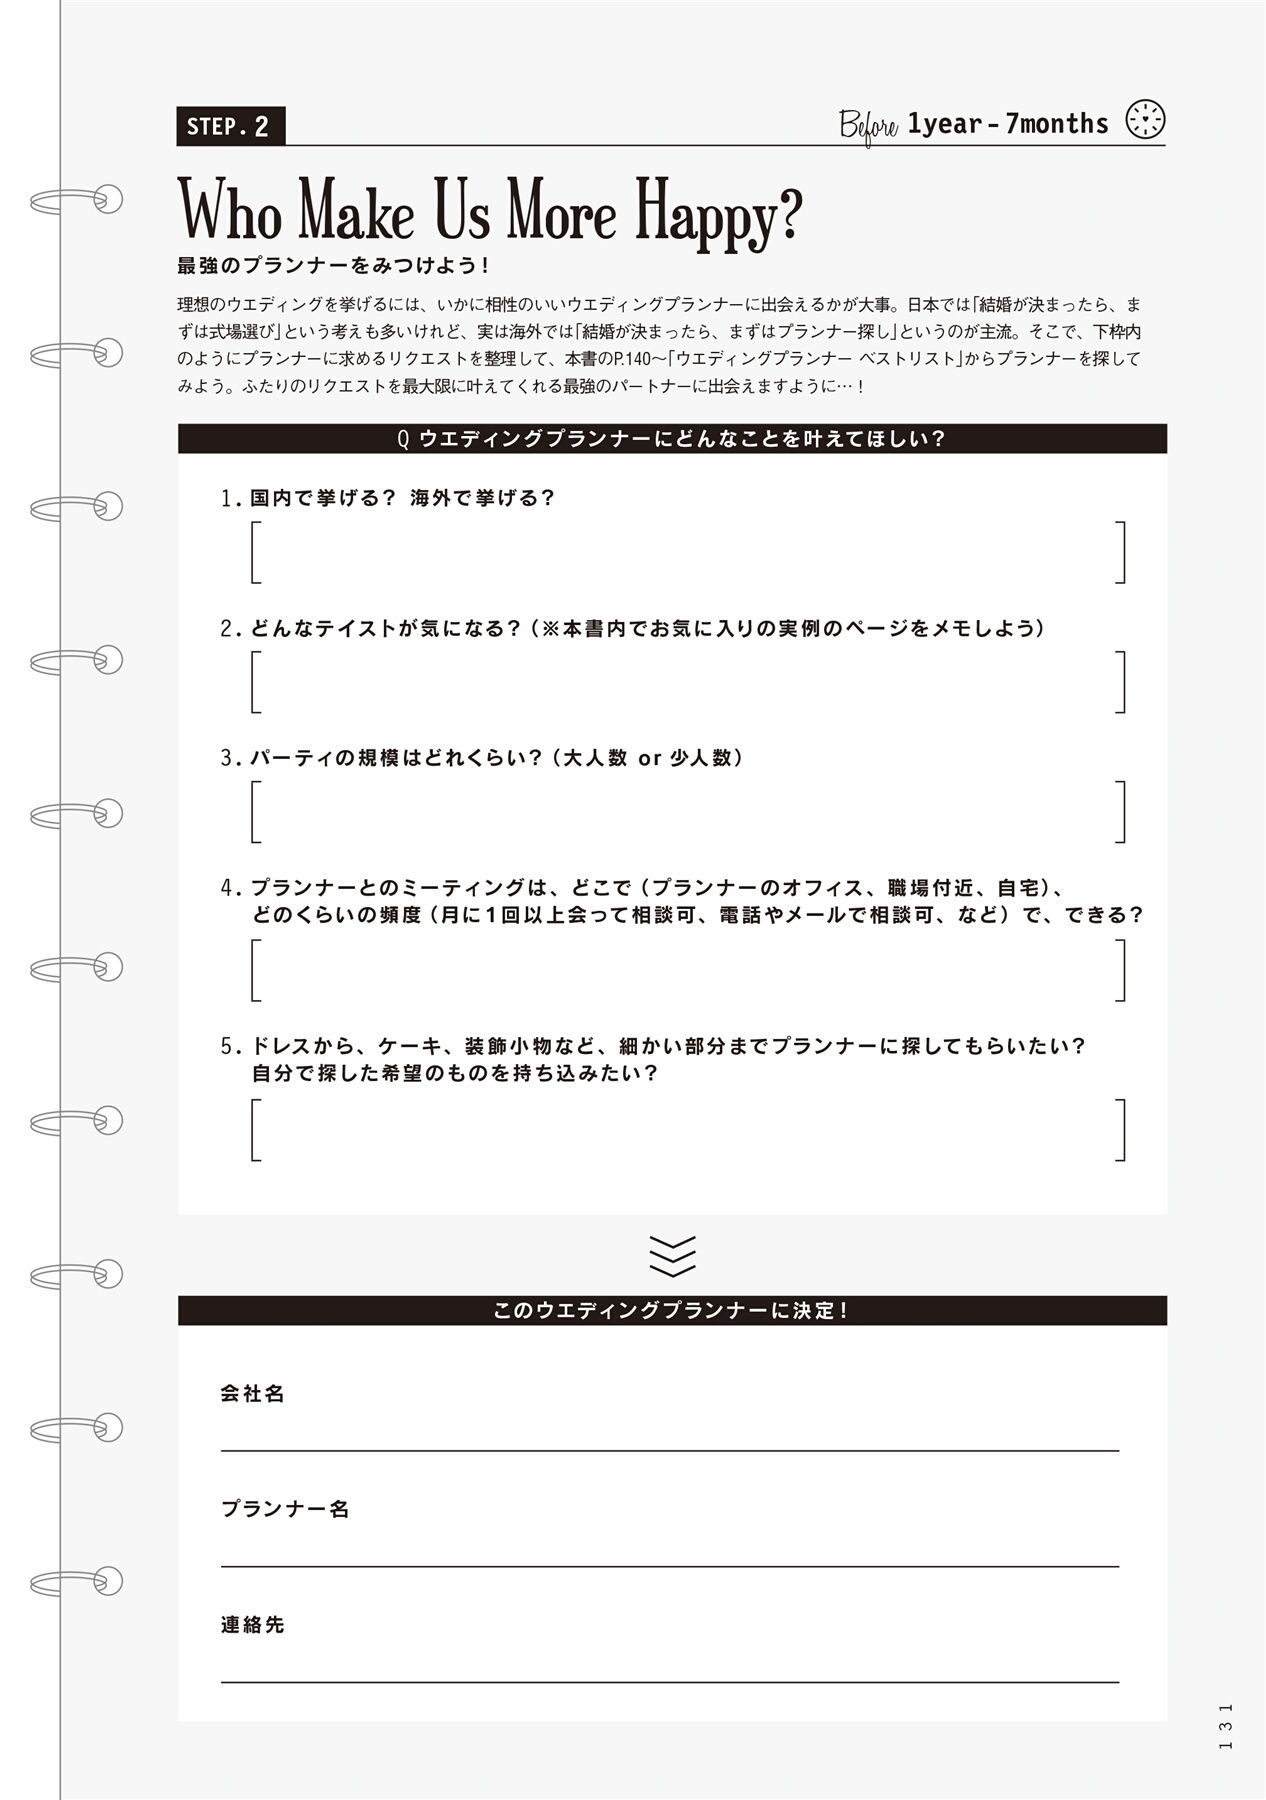 STEP. 2
Before 1year - 7months
Who Make Us More Happy?
最強のプランナーをみつけよう！
理想のウエディングを挙げるには、いかに相性のいいウエディングプランナーに出会えるかが大事。日本では｢結婚が決まったら、ま
ずは式場選び｣という考えも多いけれど、実は海外では｢結婚が決まったら、まずはプランナー探し｣というのが主流。そこで、下枠内
のようにプランナーに求めるリクエストを整理して、本書のP.140〜｢ウエディングプランナー ベストリスト｣からプランナーを探して
みよう。ふたりのリクエストを最大限に叶えてくれる最強のパートナーに出会えますように…！
Q ウエディングプランナーにどんなことを叶えてほしい？
1. 国内で挙げる？ 海外で挙げる？
2. どんなテイストが気になる？（※本書内でお気に入りの実例のページをメモしよう）
3. パーティの規模はどれくらい？（大人数 or 少人数）
4. プランナーとのミーティングは、どこで（プランナーのオフィス、職場付近、自宅）、
どのくらいの頻度（月に1回以上会って相談可、電話やメールで相談可、など）で、できる？
5. ドレスから、ケーキ、装飾小物など、細かい部分までプランナーに探してもらいたい？
自分で探した希望のものを持ち込みたい？
このウエディングプランナーに決定！
会社名
プランナー名
連絡先
131